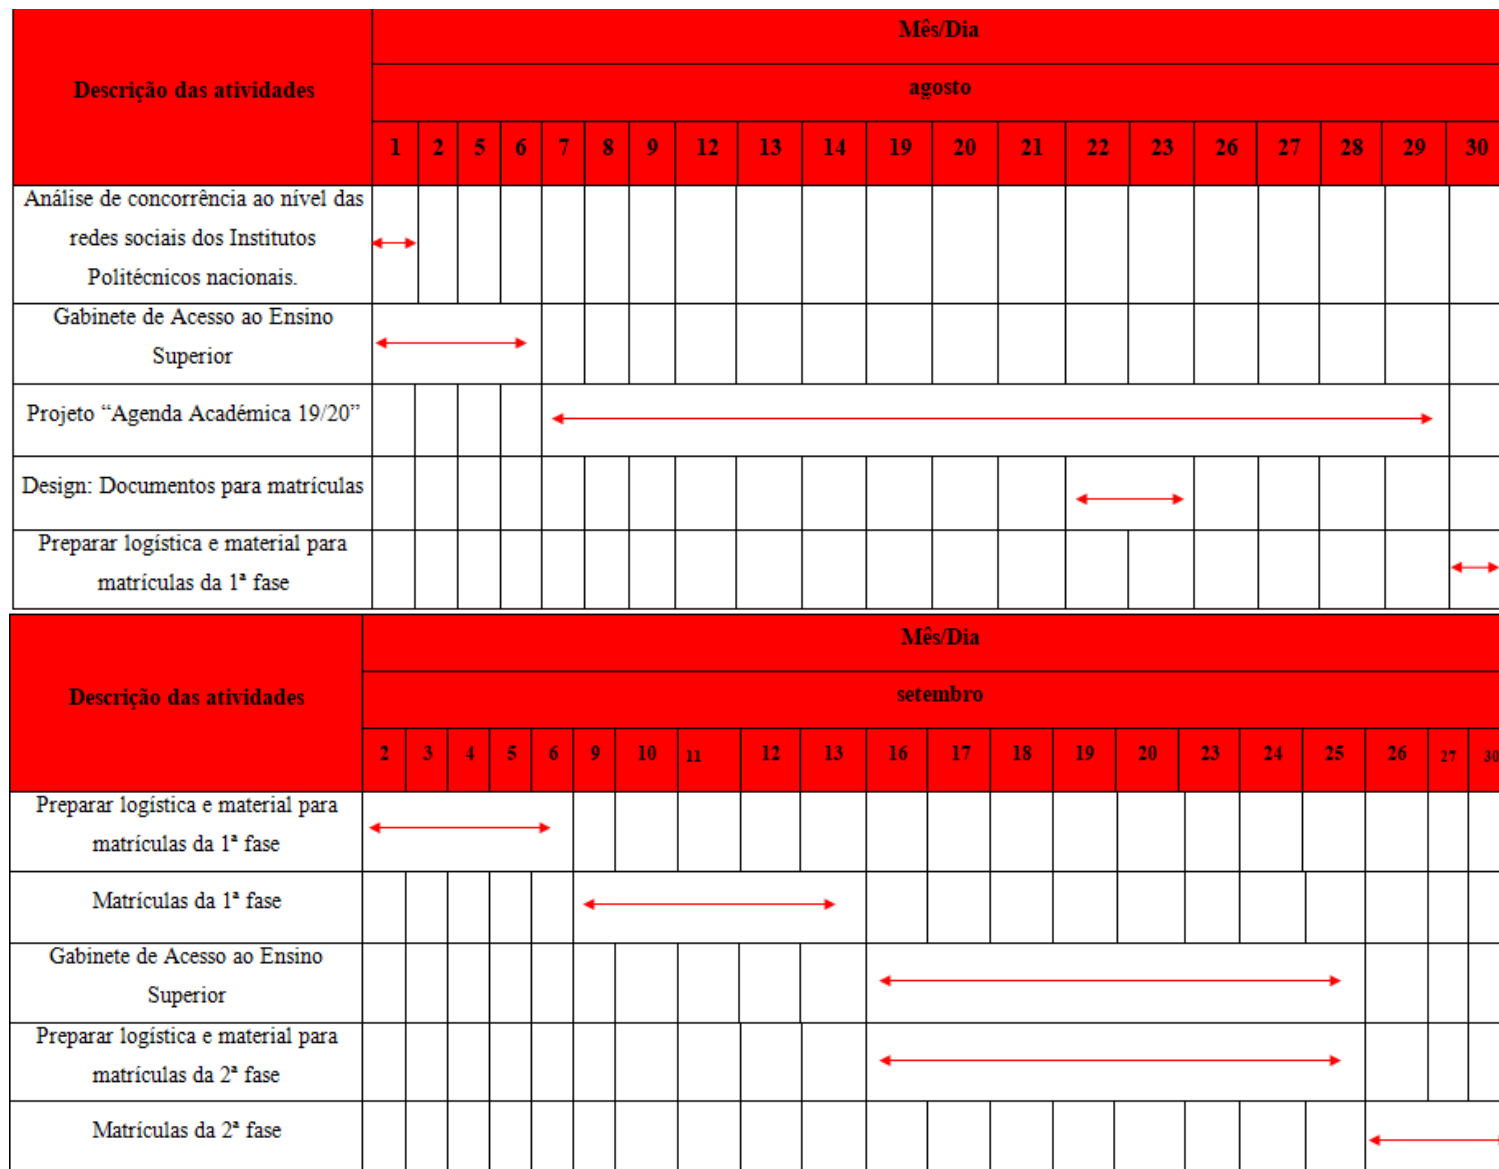 Descrição das atividades
Mês/Dia
agosto
1 2 5 6 7 8 9 12 13 14 19 20 21 22 23 26 27 28 29 30
Análise de concorrência ao nível das
redes sociais dos Institutos
Politécnicos nacionais.
Gabinete de Acesso ao Ensino
Superior
Projeto “Agenda Académica 19/20”
Design: Documentos para matrículas
Preparar logística e material para
matrículas da 1ª fase
Descrição das atividades
Mês/Dia
setembro
2 3 4 5 6 9 10 11 12 13 16 17 18 19 20 23 24 25 26 27 30
Preparar logística e material para
matrículas da 1ª fase
Matrículas da 1ª fase
Gabinete de Acesso ao Ensino
Superior
Preparar logística e material para
matrículas da 2ª fase
Matrículas da 2ª fase